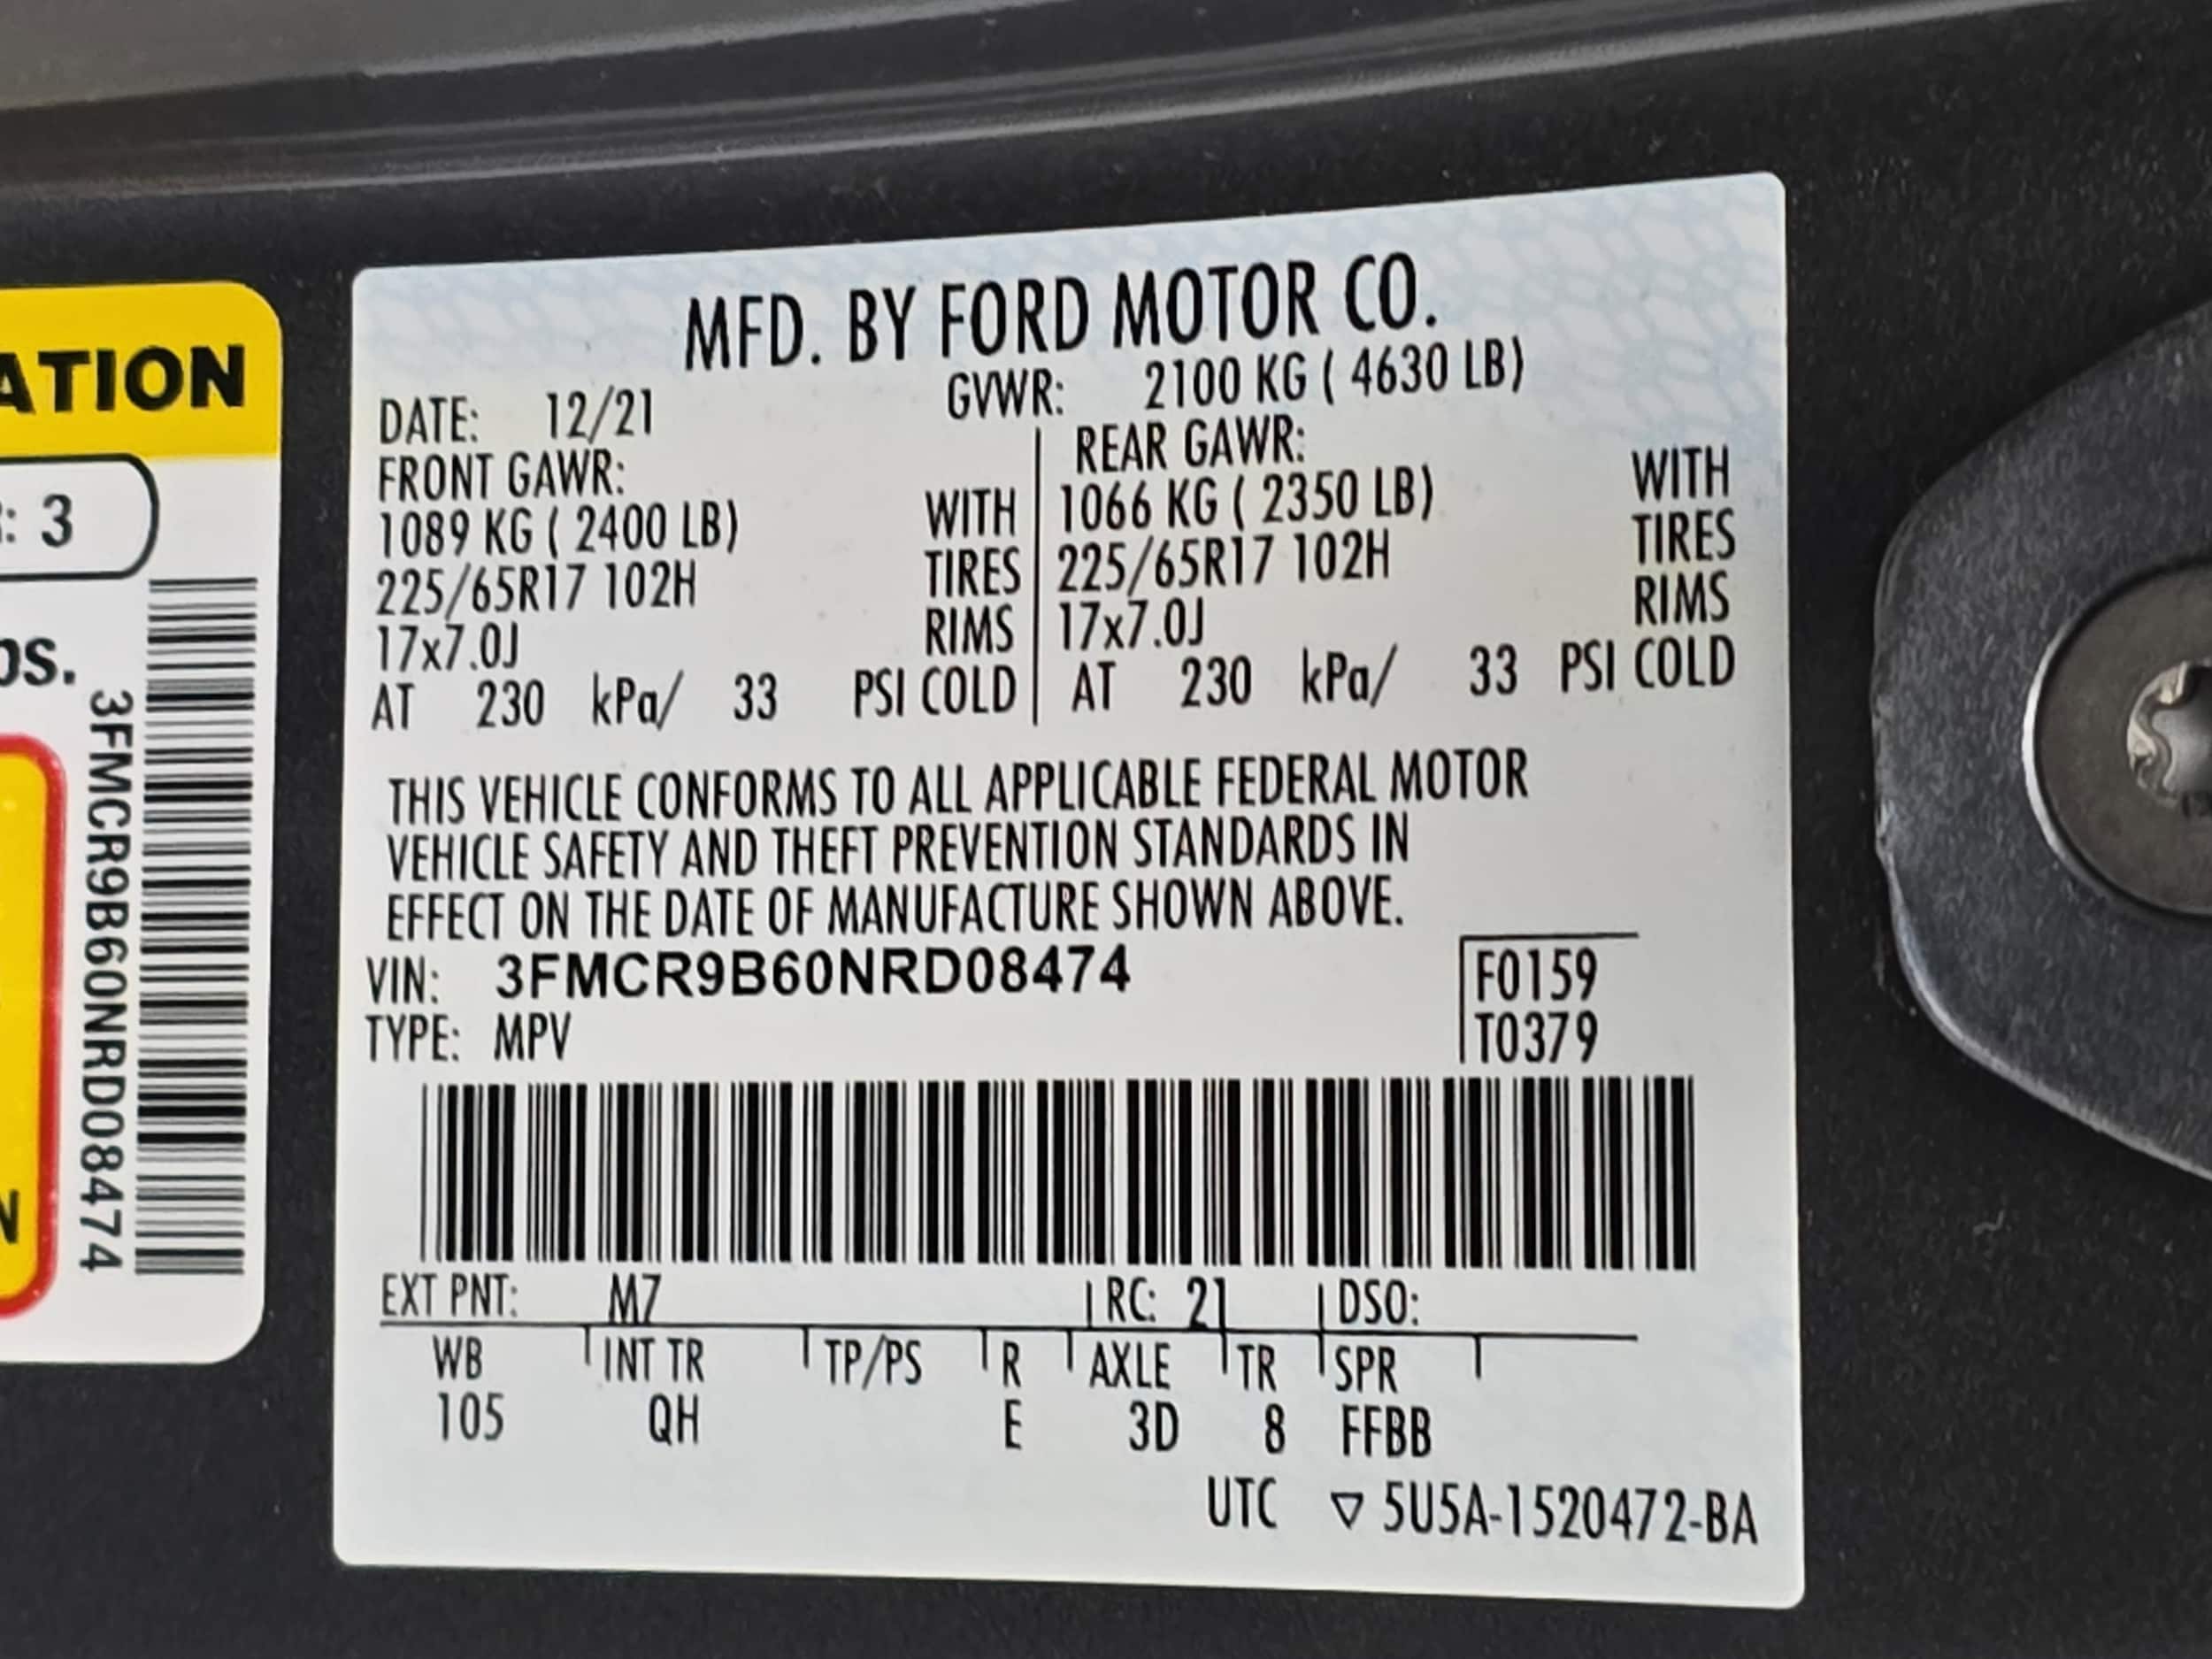 ATION
: 3
bs.
3FMCR9B60NRD08474
N
MFD. BY FORD MOTOR CO.
DATE: 12/21 GVWR: 2100 KG ( 4630 LB)
FRONT GAWR: REAR GAWR:
1089 KG ( 2400 LB) WITH 1066 KG ( 2350 LB) WITH
225/65R17 102H TIRES 225/65R17 102H TIRES
17x7.0J RIMS 17x7.0J RIMS
AT 230 kPa/ 33 PSI COLD AT 230 kPa/ 33 PSI COLD
THIS VEHICLE CONFORMS TO ALL APPLICABLE FEDERAL MOTOR
VEHICLE SAFETY AND THEFT PREVENTION STANDARDS IN
EFFECT ON THE DATE OF MANUFACTURE SHOWN ABOVE.
VIN: 3FMCR9B60NRD08474 F0159
TYPE: MPV T0379
EXT PNT: M7 RC: 21 DSO:
WB INT TR TP/PS R AXLE TR SPR
105 QH E 3D 8 FFBB
UTC ▽ 5U5A-1520472-BA